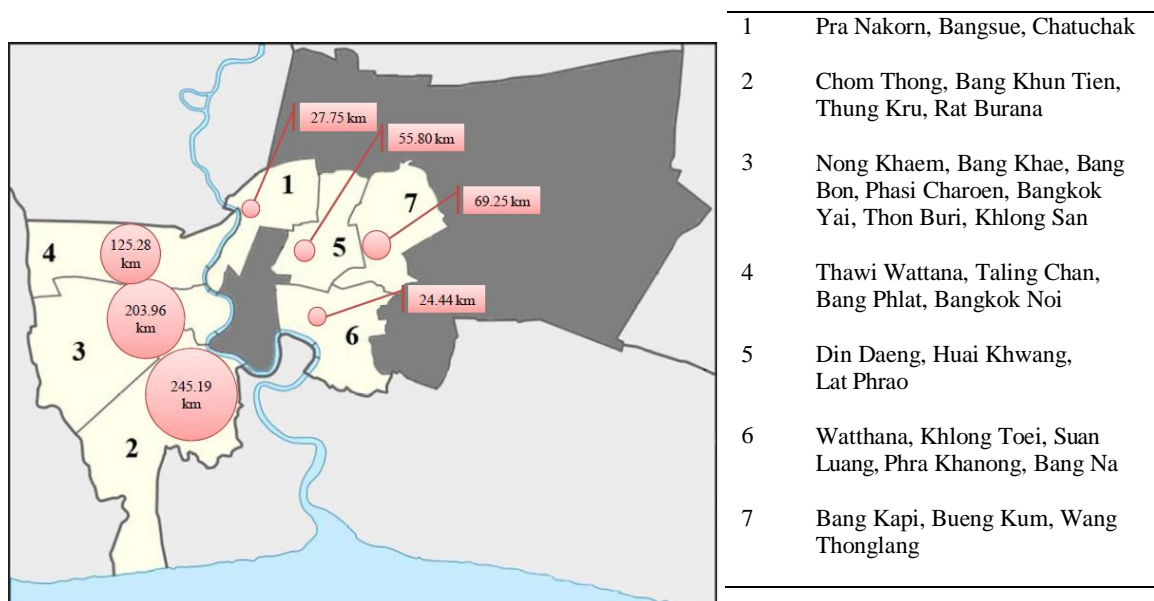 27.75 km
55.80 km
1
7
69.25 km
4
125.28
km
5
203.96
km
24.44 km
3
6
245.19
km
2
1 Pra Nakorn, Bangsue, Chatuchak
2 Chom Thong, Bang Khun Tien,
Thung Kru, Rat Burana
3 Nong Khaem, Bang Khae, Bang
Bon, Phasi Charoen, Bangkok
Yai, Thon Buri, Khlong San
4 Thawi Wattana, Taling Chan,
Bang Phlat, Bangkok Noi
5 Din Daeng, Huai Khwang,
Lat Phrao
6 Watthana, Khlong Toei, Suan
Luang, Phra Khanong, Bang Na
7 Bang Kapi, Bueng Kum, Wang
Thonglang